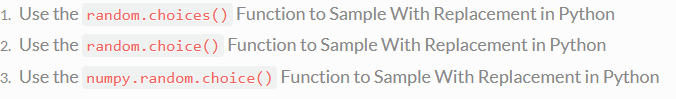 1. Use the random.choices() Function to Sample With Replacement in Python
2. Use the random.choice() Function to Sample With Replacement in Python
3. Use the numpy.random.choice() Function to Sample With Replacement in Python